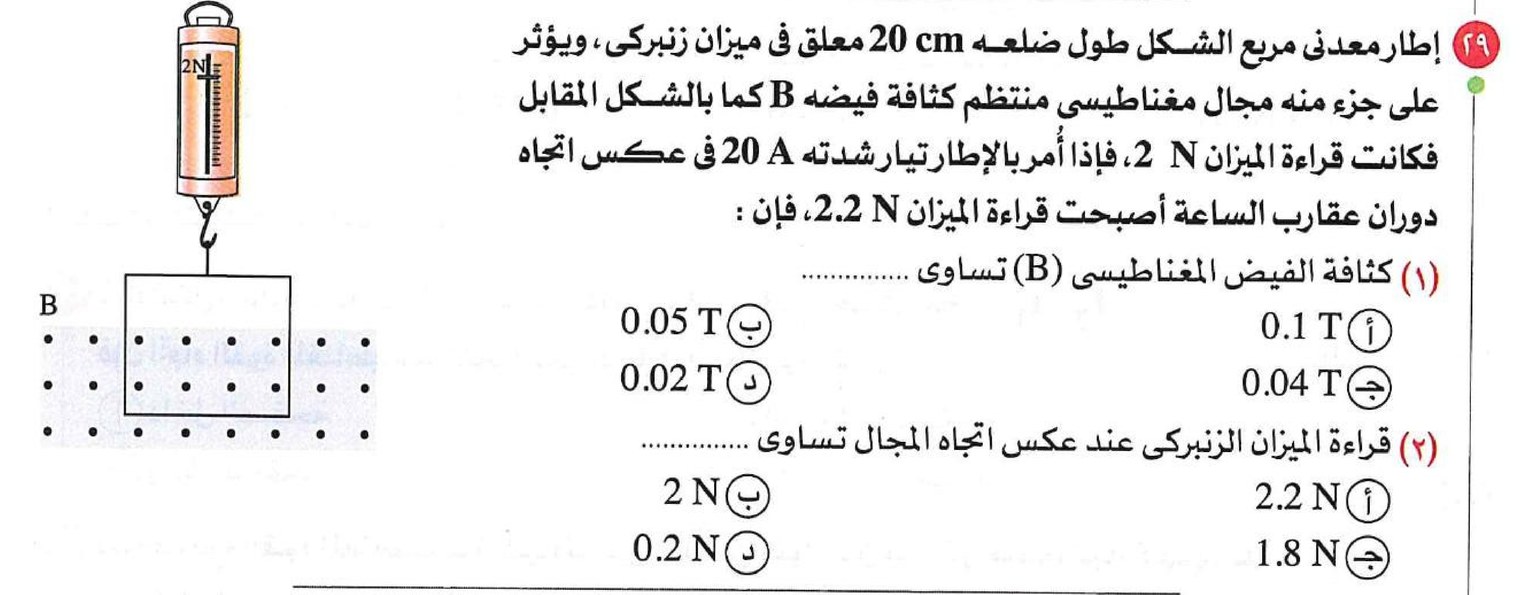 ٢٩ إطار معدنى مربع الشكل طول ضلعه 20 cm معلق فى ميزان زنبركى، ويؤثر
على جزء منه مجال مغناطيسى منتظم كثافة فيضه B كما بالشكل المقابل
فكانت قراءة الميزان 2 N، فإذا أُمر بالإطار تيار شدته 20 A فى عكس اتجاه
دوران عقارب الساعة أصبحت قراءة الميزان 2.2 N، فإن :
(١) كثافة الفيض المغناطيسى (B) تساوى ...............
أ 0.1 T ب 0.05 T
ج 0.04 T د 0.02 T
(٢) قراءة الميزان الزنبركى عند عكس اتجاه المجال تساوى ...............
أ 2.2 N ب 2 N
ج 1.8 N د 0.2 N
2N
B